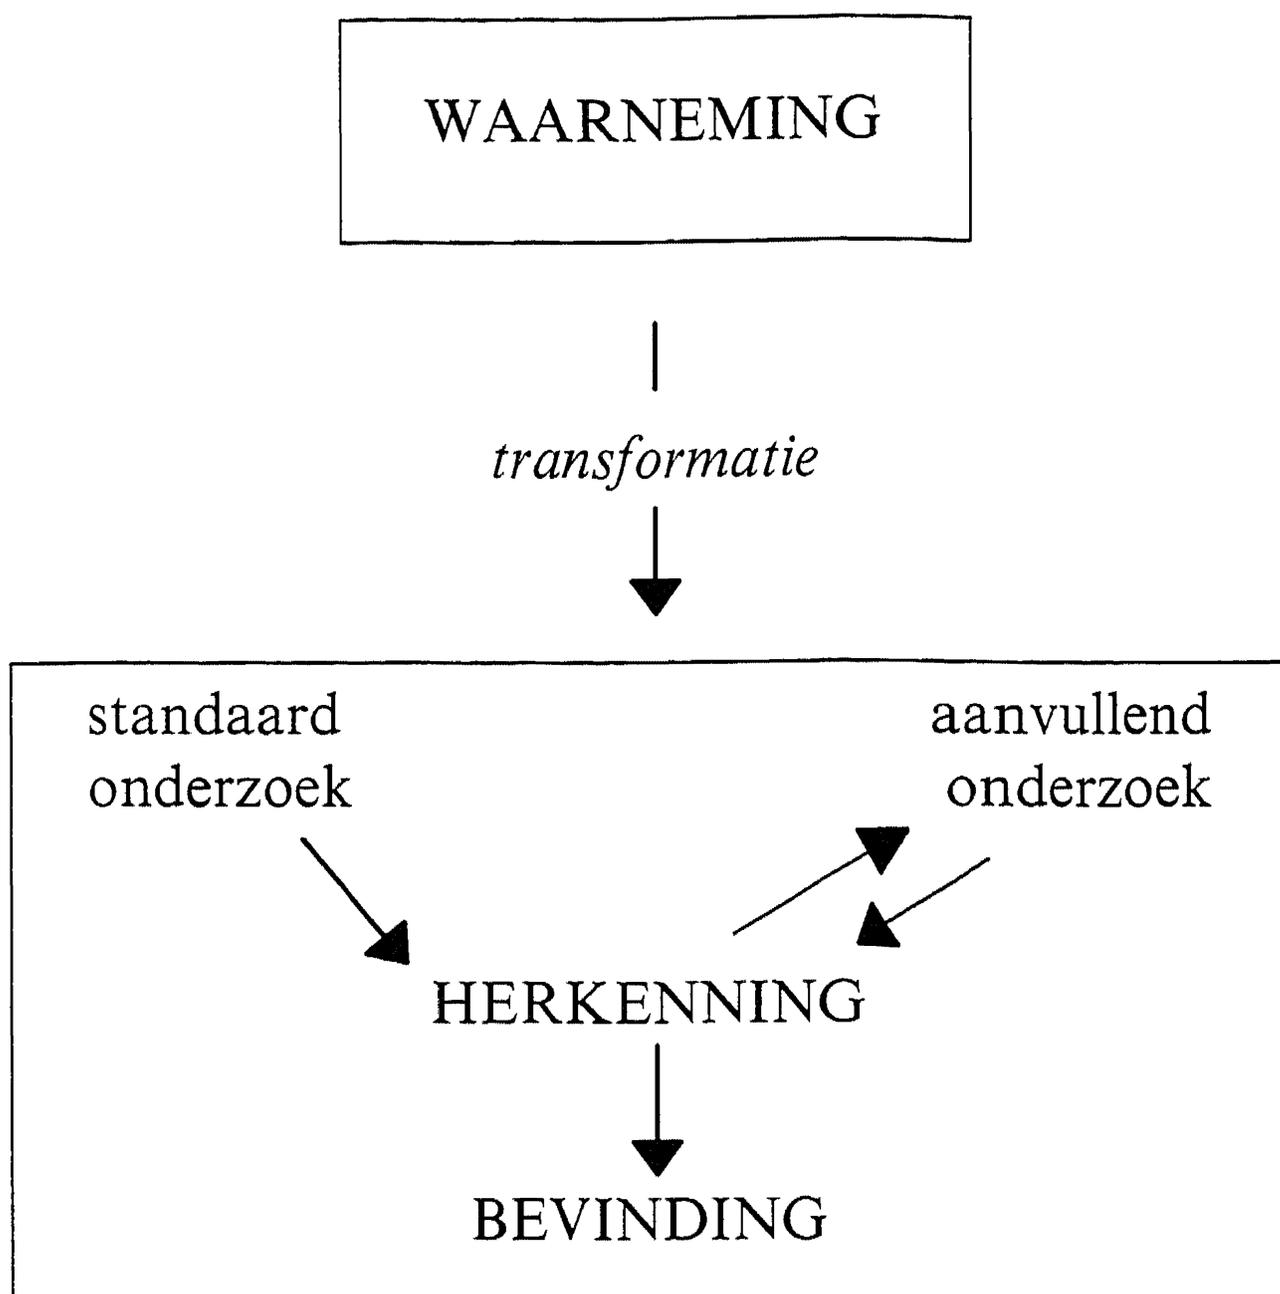 WAARNEMING
transformatie
standaard
onderzoek
aanvullend
onderzoek
HERKENNING
BEVINDING